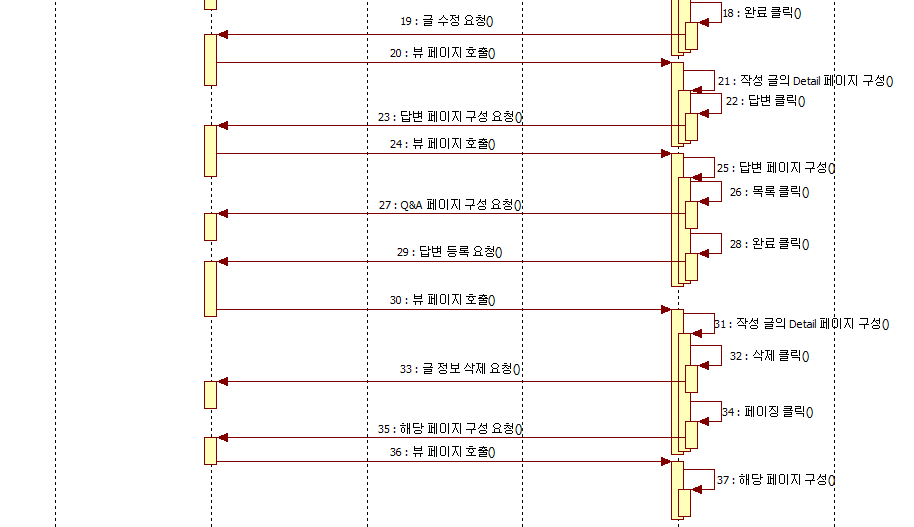 18 : 완료 클릭()
19 : 글 수정 요청()
20 : 뷰 페이지 호출()
21 : 작성 글의 Detail 페이지 구성()
22 : 답변 클릭()
23 : 답변 페이지 구성 요청()
24 : 뷰 페이지 호출()
25 : 답변 페이지 구성()
26 : 목록 클릭()
27 : Q&A 페이지 구성 요청()
28 : 완료 클릭()
29 : 답변 등록 요청()
30 : 뷰 페이지 호출()
31 : 작성 글의 Detail 페이지 구성()
32 : 삭제 클릭()
33 : 글 정보 삭제 요청()
34 : 페이징 클릭()
35 : 해당 페이지 구성 요청()
36 : 뷰 페이지 호출()
37 : 해당 페이지 구성()